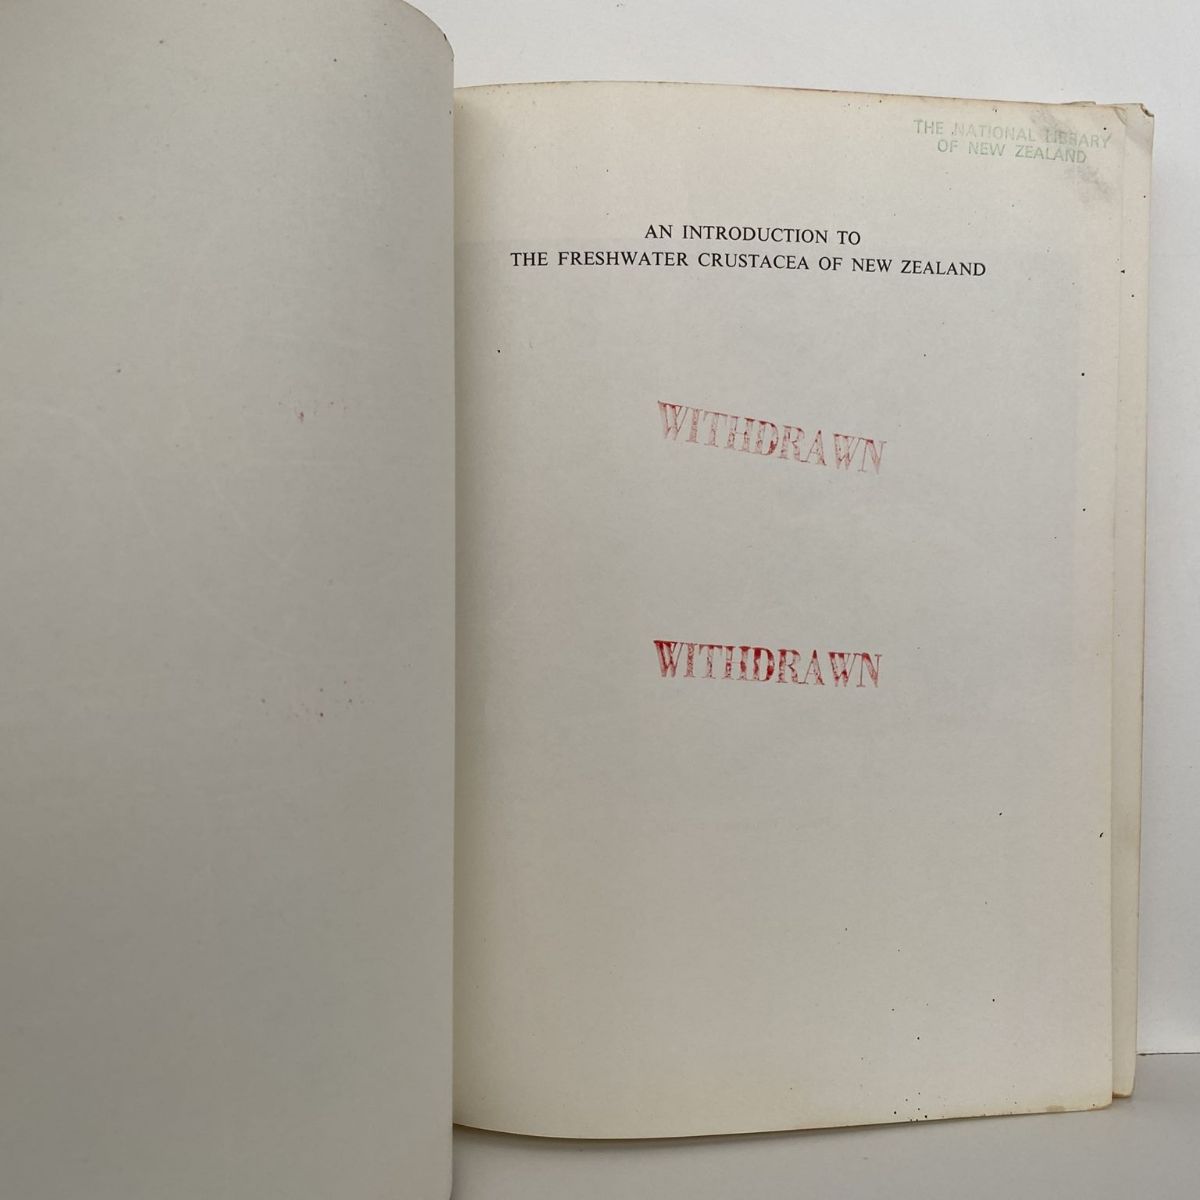 THE NATIONAL LIBRARY
OF NEW ZEALAND
AN INTRODUCTION TO
THE FRESHWATER CRUSTACEA OF NEW ZEALAND
WITHDRAWN
WITHDRAWN